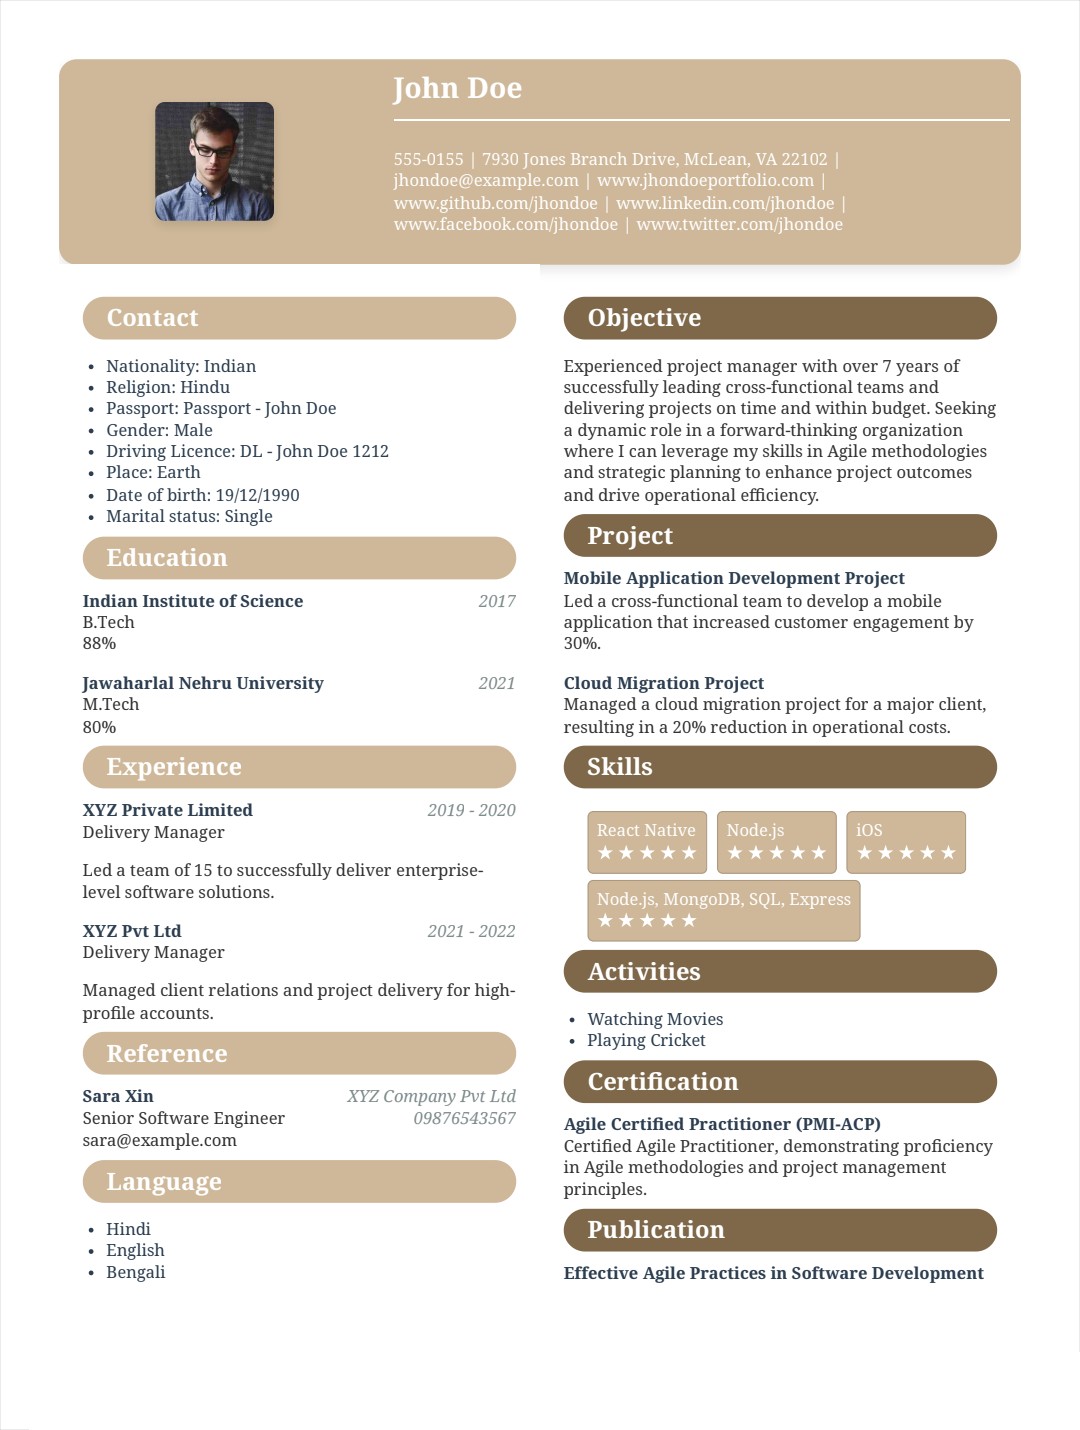 John Doe
555-0155 | 7930 Jones Branch Drive, McLean, VA 22102 |
jhondoe@example.com | www.jhondoeportfolio.com |
www.github.com/jhondoe | www.linkedin.com/jhondoe |
www.facebook.com/jhondoe | www.twitter.com/jhondoe
Contact
• Nationality: Indian
• Religion: Hindu
• Passport: Passport - John Doe
• Gender: Male
• Driving Licence: DL - John Doe 1212
• Place: Earth
• Date of birth: 19/12/1990
• Marital status: Single
Education
Indian Institute of Science 2017
B.Tech
88%
Jawaharlal Nehru University 2021
M.Tech
80%
Experience
XYZ Private Limited 2019 - 2020
Delivery Manager
Led a team of 15 to successfully deliver enterprise-
level software solutions.
XYZ Pvt Ltd 2021 - 2022
Delivery Manager
Managed client relations and project delivery for high-
profile accounts.
Reference
Sara Xin XYZ Company Pvt Ltd
Senior Software Engineer 09876543567
sara@example.com
Language
• Hindi
• English
• Bengali
Objective
Experienced project manager with over 7 years of
successfully leading cross-functional teams and
delivering projects on time and within budget. Seeking
a dynamic role in a forward-thinking organization
where I can leverage my skills in Agile methodologies
and strategic planning to enhance project outcomes
and drive operational efficiency.
Project
Mobile Application Development Project
Led a cross-functional team to develop a mobile
application that increased customer engagement by
30%.
Cloud Migration Project
Managed a cloud migration project for a major client,
resulting in a 20% reduction in operational costs.
Skills
React Native Node.js iOS
★ ★ ★ ★ ★ ★ ★ ★ ★ ★ ★ ★ ★ ★ ★
Node.js, MongoDB, SQL, Express
★ ★ ★ ★ ★
Activities
• Watching Movies
• Playing Cricket
Certification
Agile Certified Practitioner (PMI-ACP)
Certified Agile Practitioner, demonstrating proficiency
in Agile methodologies and project management
principles.
Publication
Effective Agile Practices in Software Development